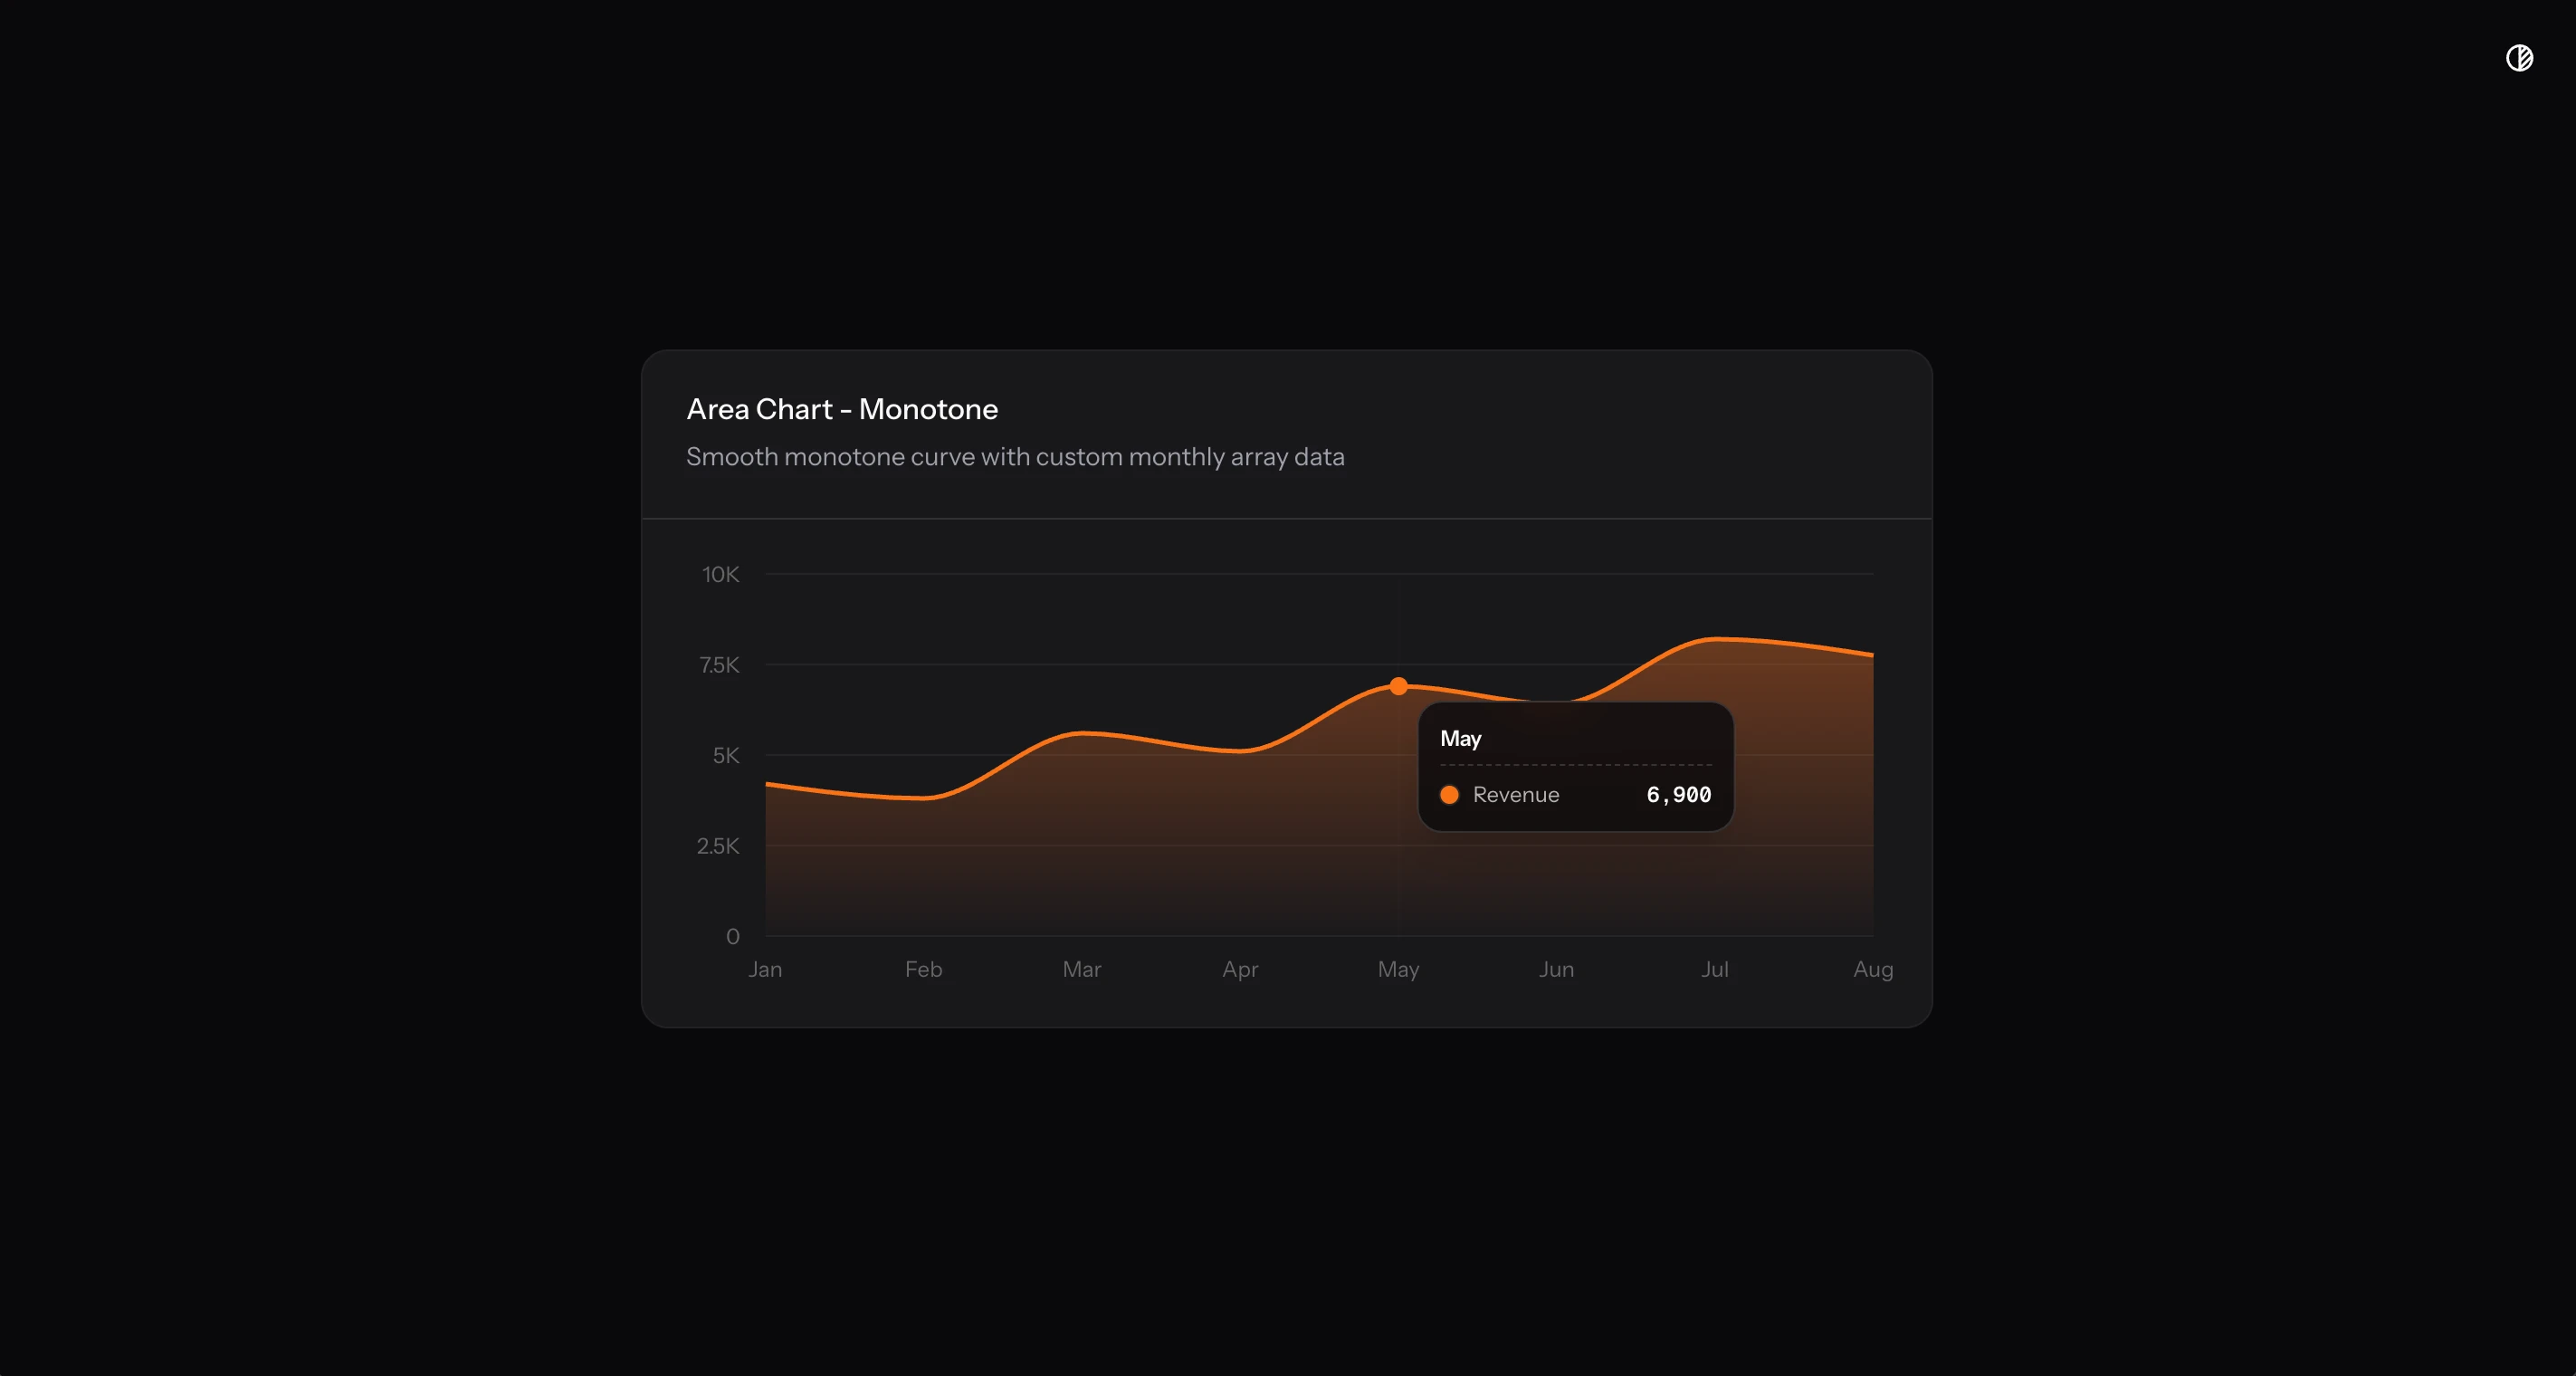 Area Chart - Monotone
Smooth monotone curve with custom monthly array data
10K
7.5K
5K
2.5K
0
May
Revenue 6,900
Jan Feb Mar Apr May Jun Jul Aug